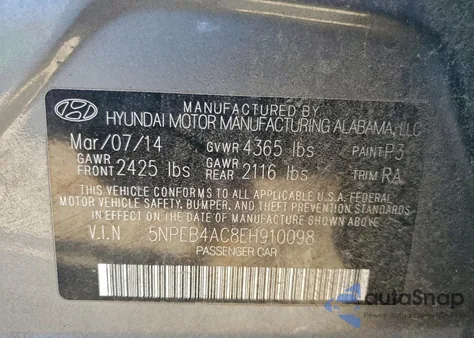 MANUFACTURED BY
HYUNDAI MOTOR MANUFACTURING ALABAMA, LLC
Mar/07/14 GVWR 4365 lbs PAINT P3
GAWR FRONT 2425 lbs GAWR REAR 2116 lbs TRIM RA
THIS VEHICLE CONFORMS TO ALL APPLICABLE U.S.A. FEDERAL
MOTOR VEHICLE SAFETY, BUMPER, AND THEFT PREVENTION
STANDARDS IN EFFECT ON THE DATE OF MANUFACTURE SHOWN ABOVE.
V.I.N 5NPEB4AC8EH910098
PASSENGER CAR
autoSnap